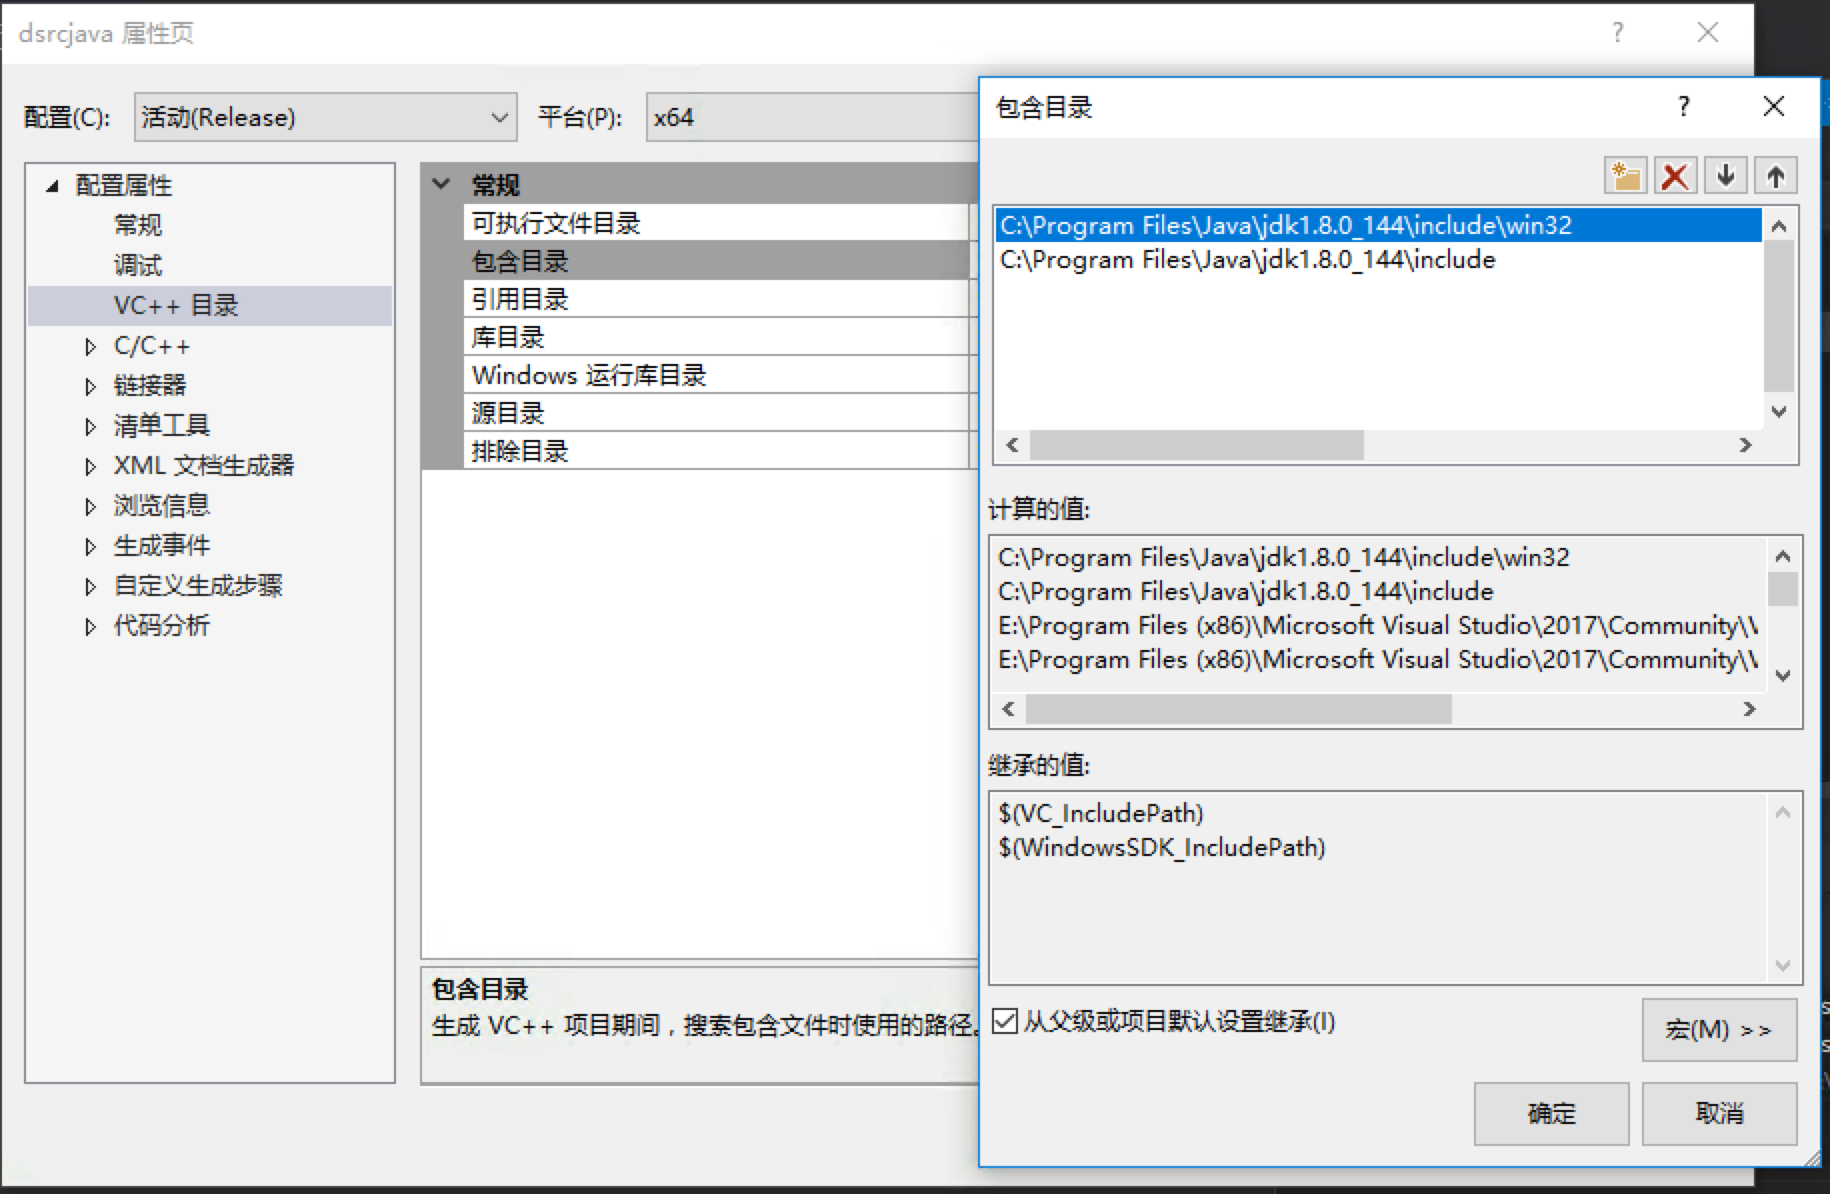 dsrcjava 属性页
配置(C):
活动(Release)
平台(P):
x64
配置属性
常规
调试
VC++ 目录
C/C++
链接器
清单工具
XML 文档生成器
浏览信息
生成事件
自定义生成步骤
代码分析
常规
可执行文件目录
包含目录
引用目录
库目录
Windows 运行库目录
源目录
排除目录
包含目录
生成 VC++ 项目期间，搜索包含文件时使用的路径。
包含目录
C:\Program Files\Java\jdk1.8.0_144\include\win32
C:\Program Files\Java\jdk1.8.0_144\include
计算的值:
C:\Program Files\Java\jdk1.8.0_144\include\win32
C:\Program Files\Java\jdk1.8.0_144\include
E:\Program Files (x86)\Microsoft Visual Studio\2017\Community\
E:\Program Files (x86)\Microsoft Visual Studio\2017\Community\
继承的值:
$(VC_IncludePath)
$(WindowsSDK_IncludePath)
从父级或项目默认设置继承(I)
宏(M) >>
确定
取消